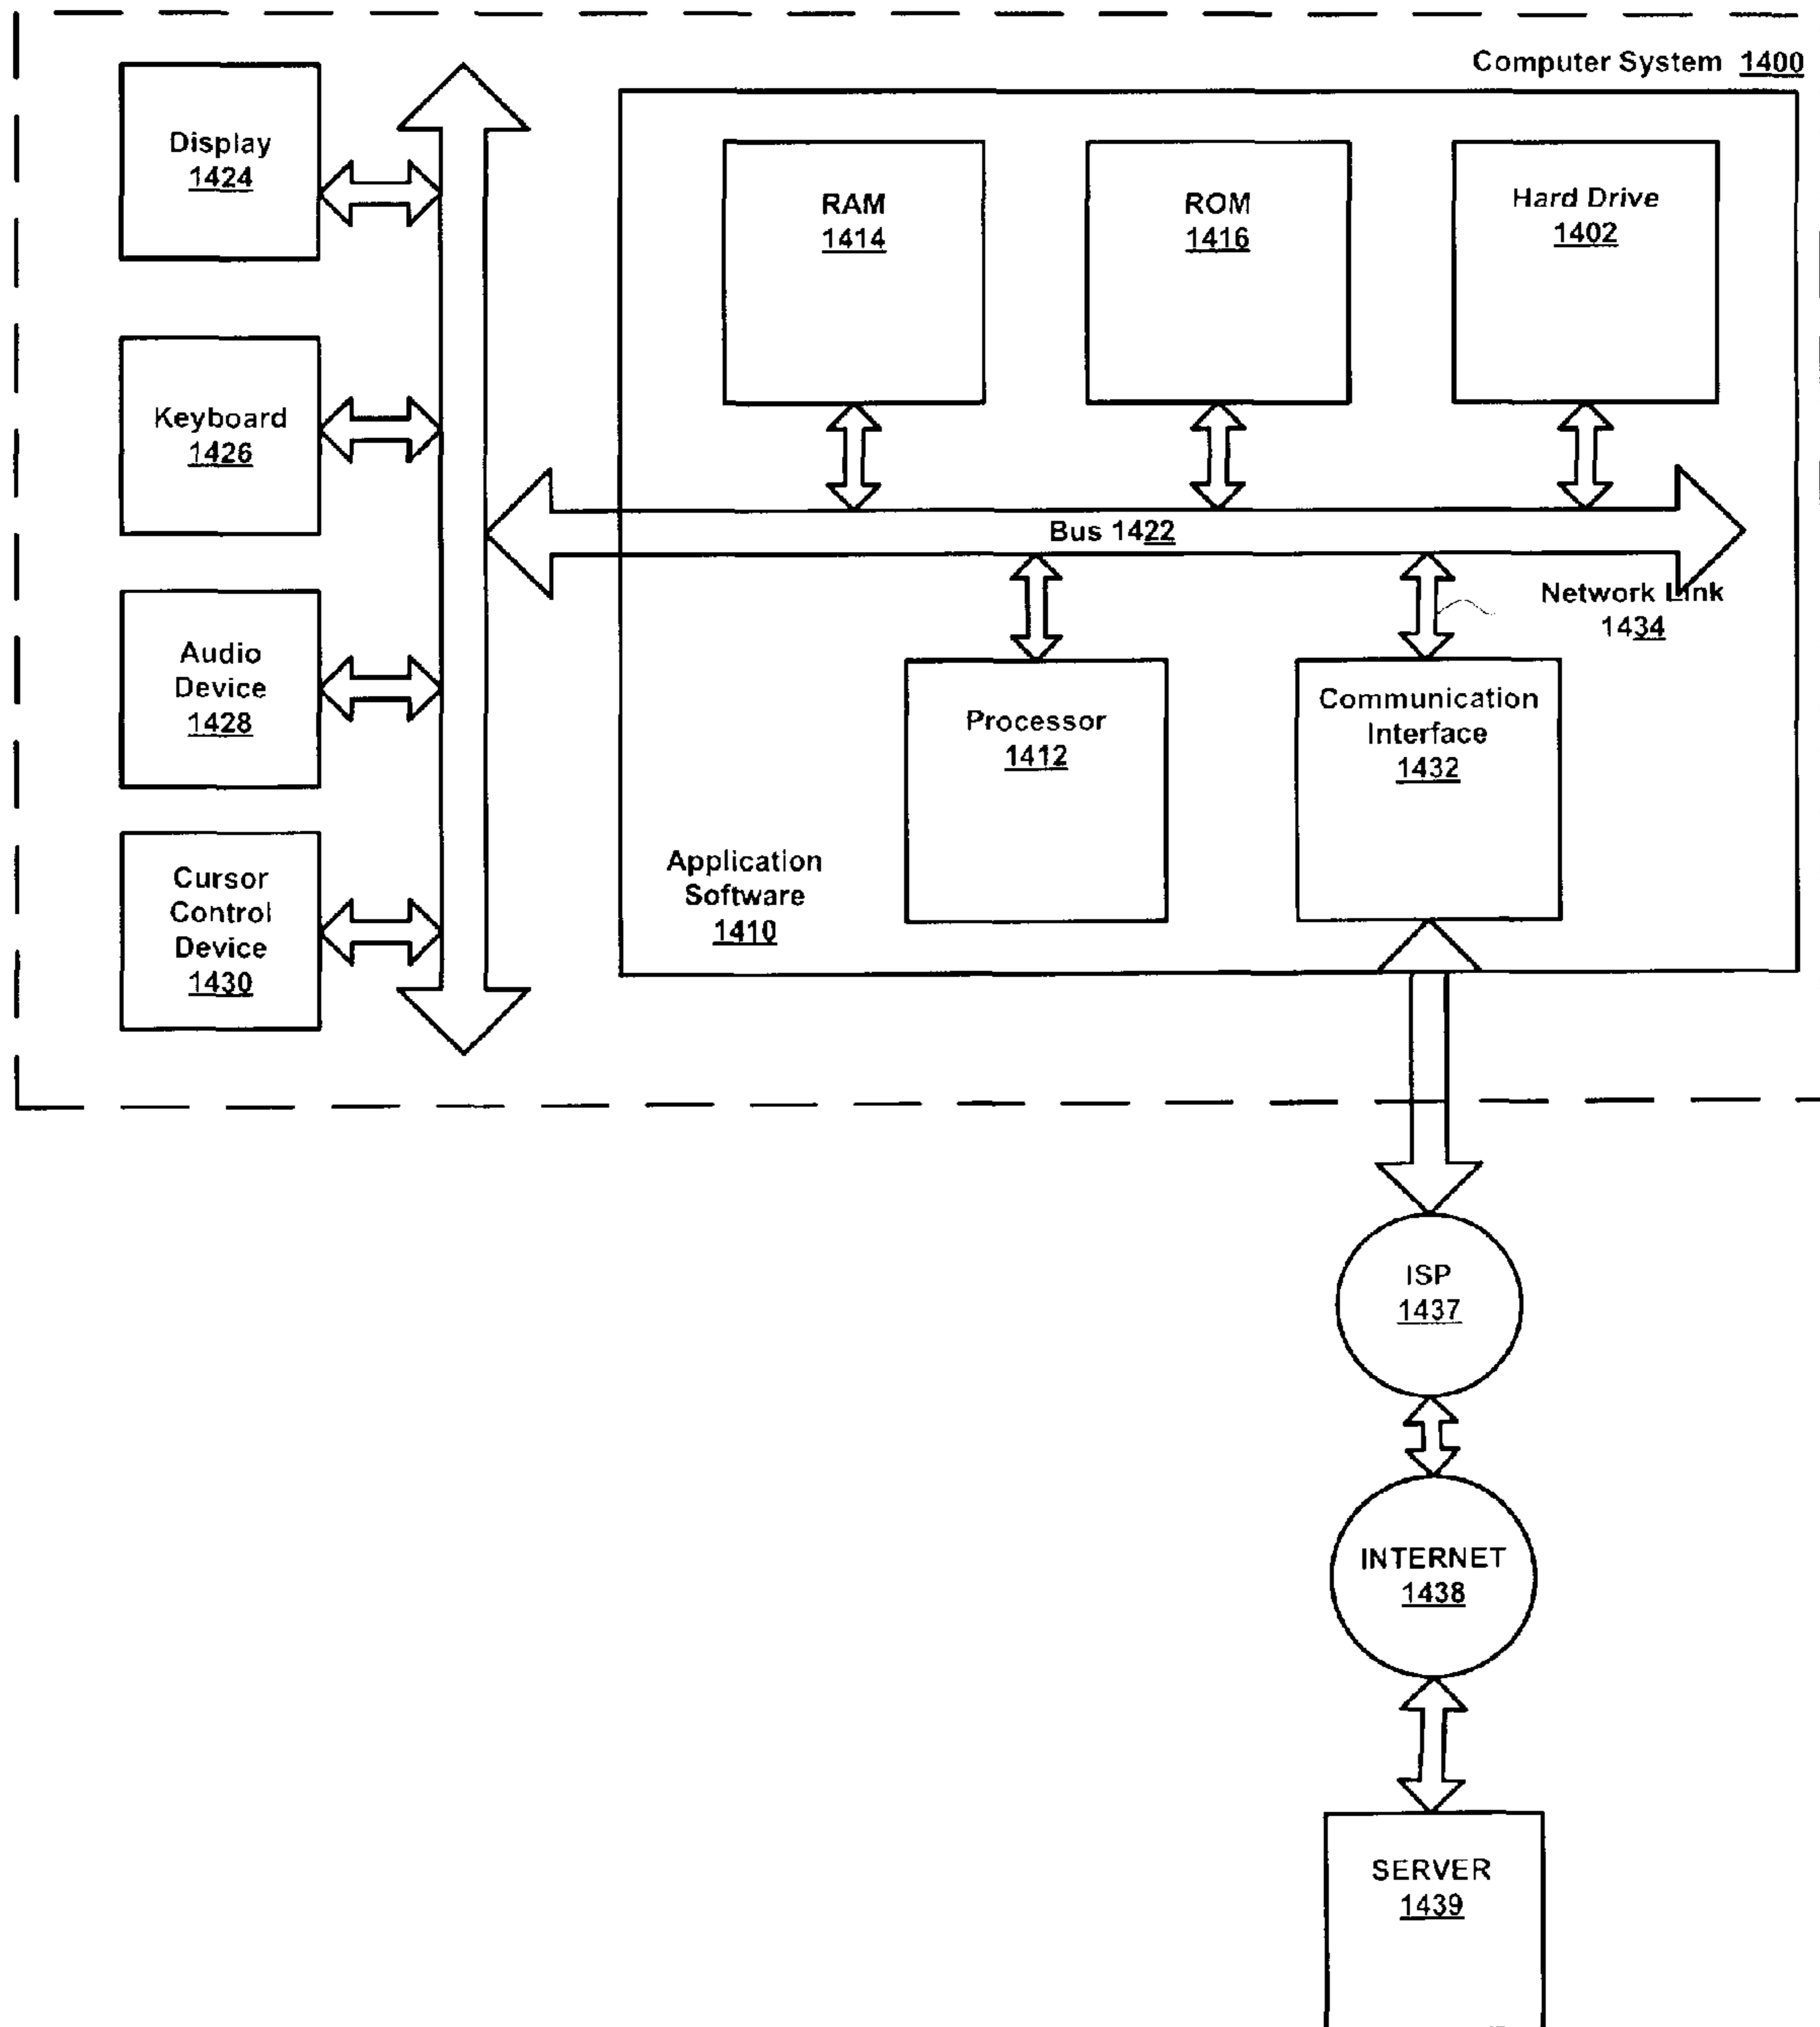 Computer System 1400
Display
1424
RAM
1414
ROM
1416
Hard Drive
1402
Keyboard
1426
Bus 1422
Network Link
1434
Audio
Device
1428
Processor
1412
Communication
Interface
1432
Application
Software
1410
Cursor
Control
Device
1430
ISP
1437
INTERNET
1438
SERVER
1439